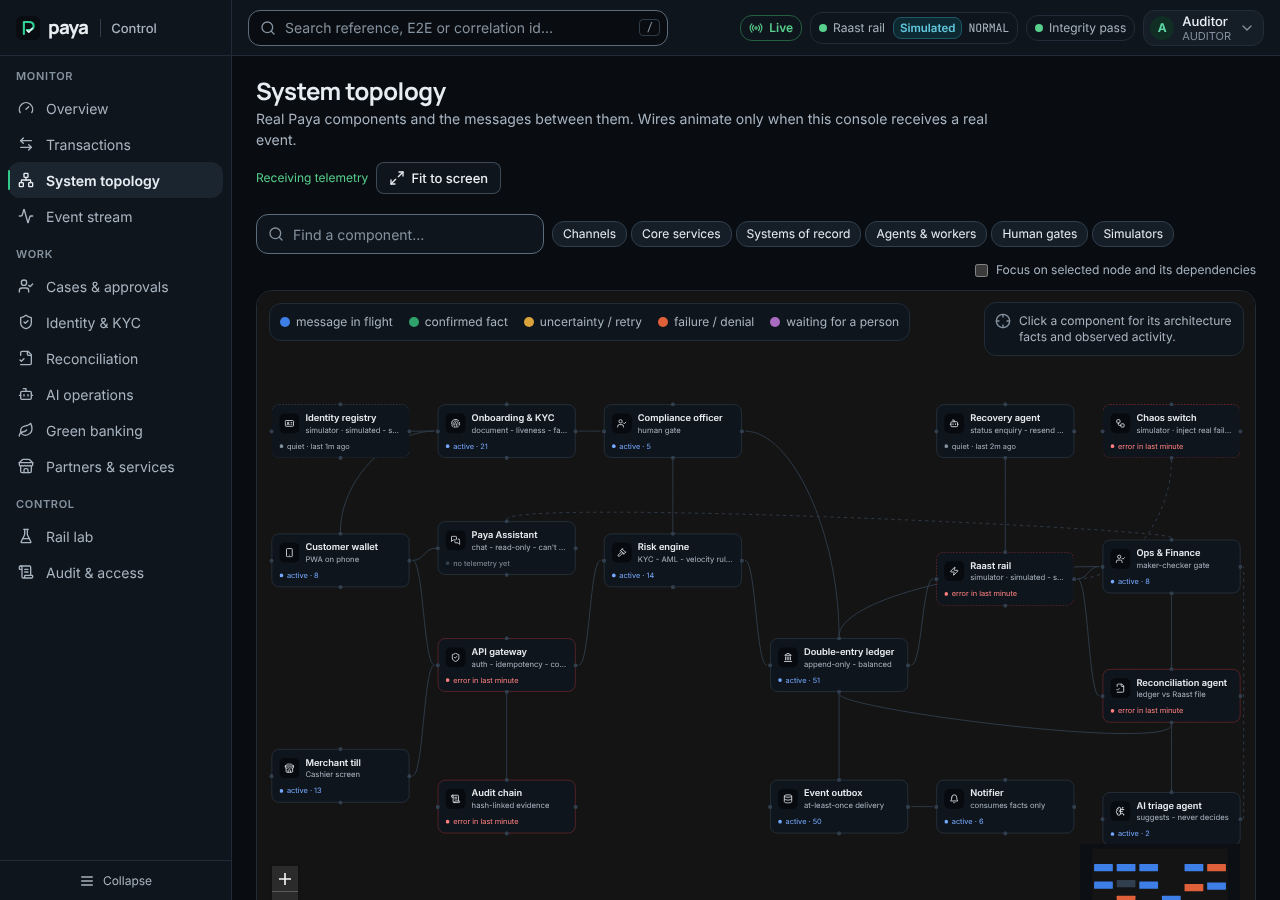 paya
Control
Search reference, E2E or correlation id...
/
Live
Raast rail
Simulated
NORMAL
Integrity pass
A
Auditor
AUDITOR
MONITOR
Overview
Transactions
System topology
Event stream
WORK
Cases & approvals
Identity & KYC
Reconciliation
AI operations
Green banking
Partners & services
CONTROL
Rail lab
Audit & access
Collapse
System topology
Real Paya components and the messages between them. Wires animate only when this console receives a real
event.
Receiving telemetry
Fit to screen
Find a component...
Channels
Core services
Systems of record
Agents & workers
Human gates
Simulators
Focus on selected node and its dependencies
message in flight
confirmed fact
uncertainty / retry
failure / denial
waiting for a person
Click a component for its architecture
facts and observed activity.
Identity registry
simulator · simulated - s...
quiet · last 1m ago
Onboarding & KYC
document - liveness - fa...
active · 21
Compliance officer
human gate
active · 5
Recovery agent
status enquiry - resend ...
quiet · last 2m ago
Chaos switch
simulator · inject real fail...
error in last minute
Customer wallet
PWA on phone
active · 8
Paya Assistant
chat - read-only - can't ...
no telemetry yet
Risk engine
KYC - AML - velocity rul...
active · 14
Raast rail
simulator · simulated - s...
error in last minute
Ops & Finance
maker-checker gate
active · 8
API gateway
auth - idempotency - co...
error in last minute
Double-entry ledger
append-only - balanced
active · 51
Reconciliation agent
ledger vs Raast file
error in last minute
Merchant till
Cashier screen
active · 13
Audit chain
hash-linked evidence
error in last minute
Event outbox
at-least-once delivery
active · 50
Notifier
consumes facts only
active · 6
AI triage agent
suggests - never decides
active · 2
+